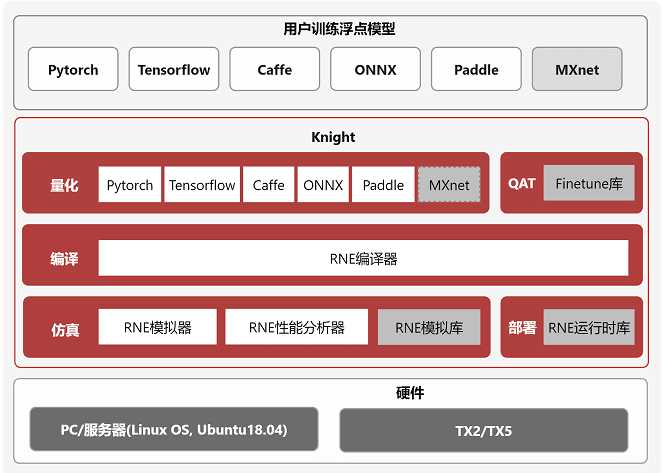 用户训练浮点模型
Pytorch Tensorflow Caffe ONNX Paddle MXnet
Knight
量化 Pytorch Tensorflow Caffe ONNX Paddle MXnet QAT Finetune库
编译 RNE编译器
仿真 RNE模拟器 RNE性能分析器 RNE模拟库 部署 RNE运行时库
硬件
PC/服务器(Linux OS, Ubuntu18.04) TX2/TX5